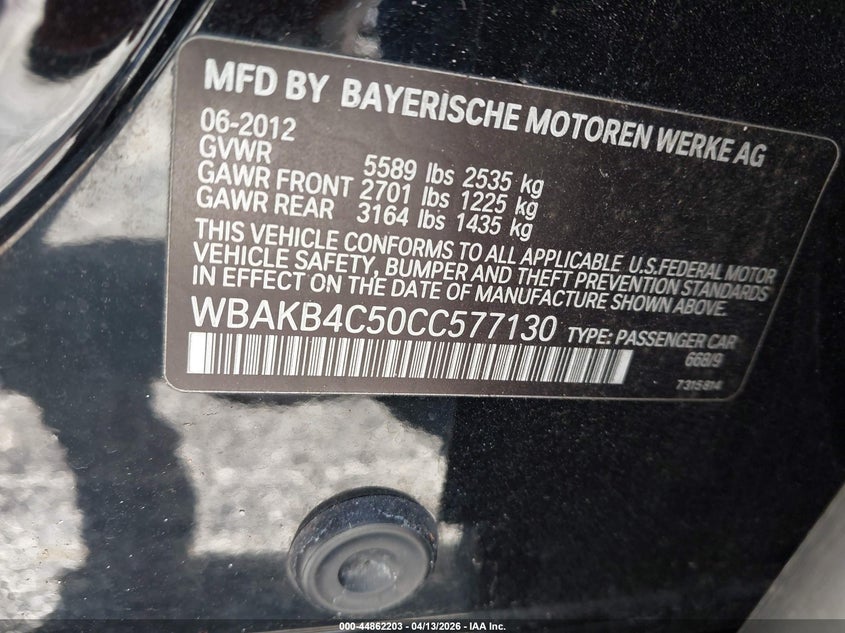 MFD BY BAYERISCHE MOTOREN WERKE AG
06-2012
GVWR 5589 lbs 2535 kg
GAWR FRONT 2701 lbs 1225 kg
GAWR REAR 3164 lbs 1435 kg
THIS VEHICLE CONFORMS TO ALL APPLICABLE U.S.FEDERAL MOTOR
VEHICLE SAFETY, BUMPER AND THEFT PREVENTION STANDARDS
IN EFFECT ON THE DATE OF MANUFACTURE SHOWN ABOVE.
WBAKB4C50CC577130 TYPE: PASSENGER CAR
668/9
7315814
000-44862203 - 04/13/2026 - IAA Inc.